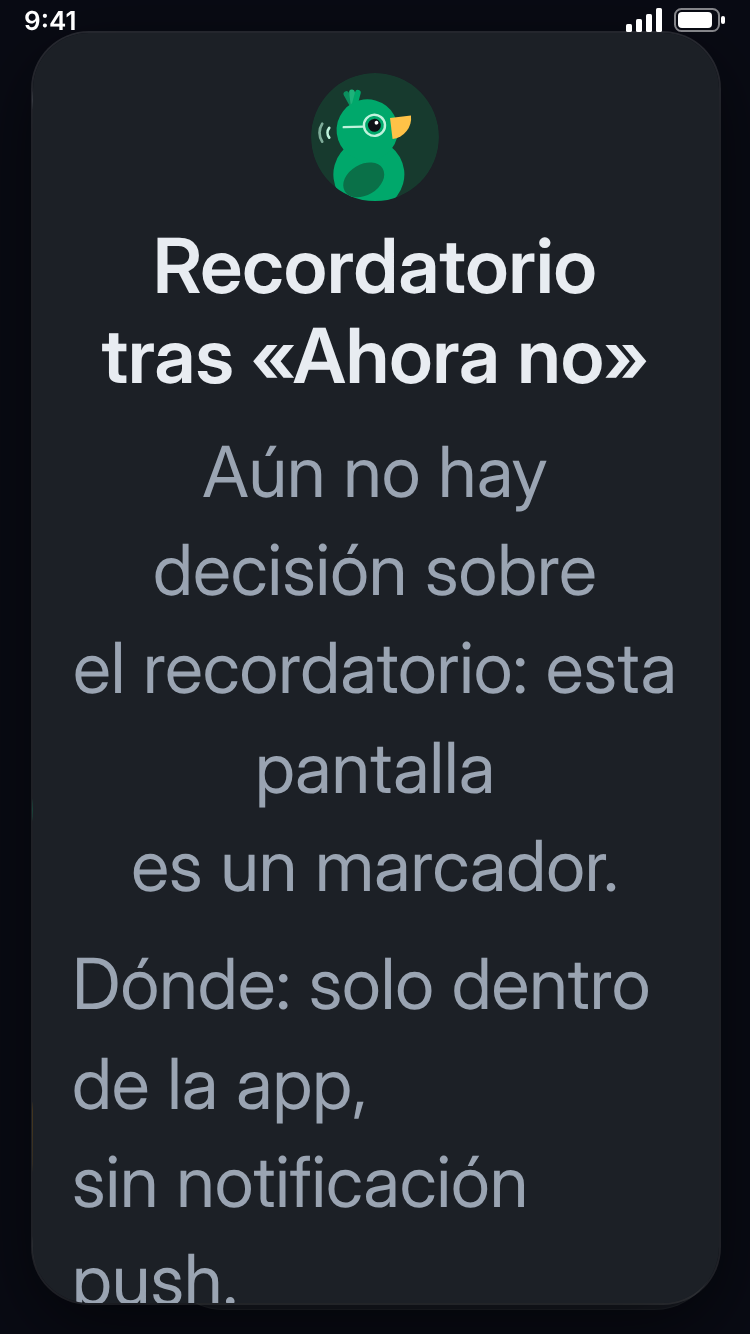 9:41
Recordatorio
tras «Ahora no»
Aún no hay
decisión sobre
el recordatorio: esta
pantalla
es un marcador.
Dónde: solo dentro
de la app,
sin notificación
push.